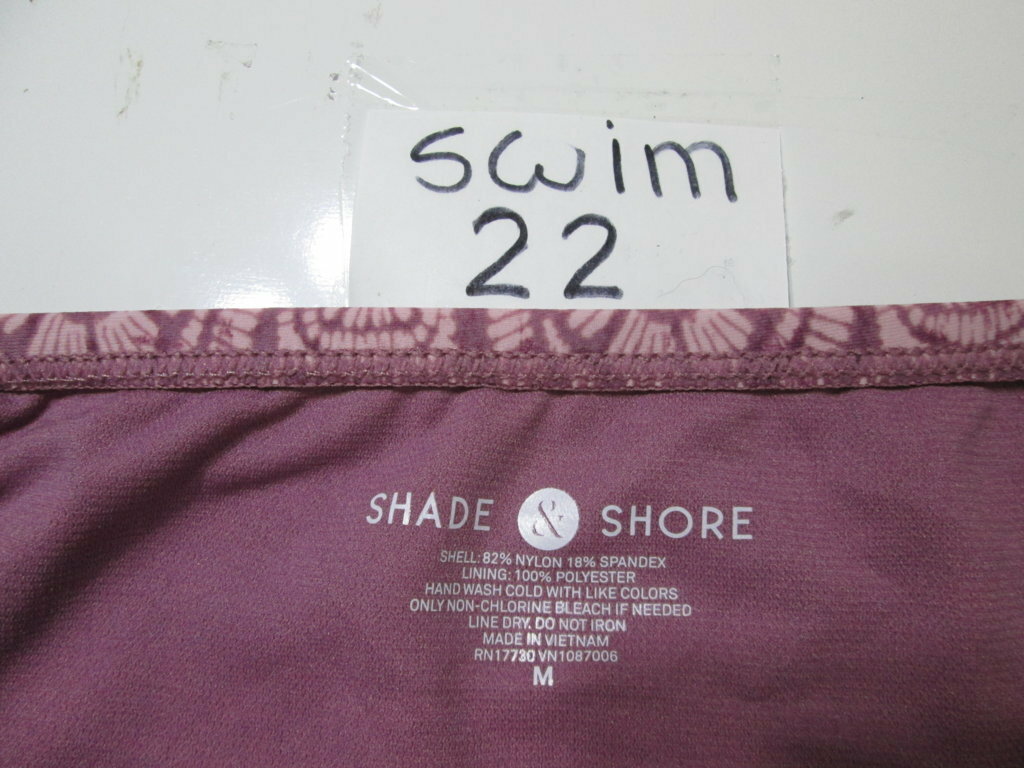 swim
22
SHADE & SHORE
SHELL: 82% NYLON 18% SPANDEX
LINING: 100% POLYESTER
HAND WASH COLD WITH LIKE COLORS
ONLY NON-CHLORINE BLEACH IF NEEDED
LINE DRY. DO NOT IRON
MADE IN VIETNAM
RN17730 VN1087006
M